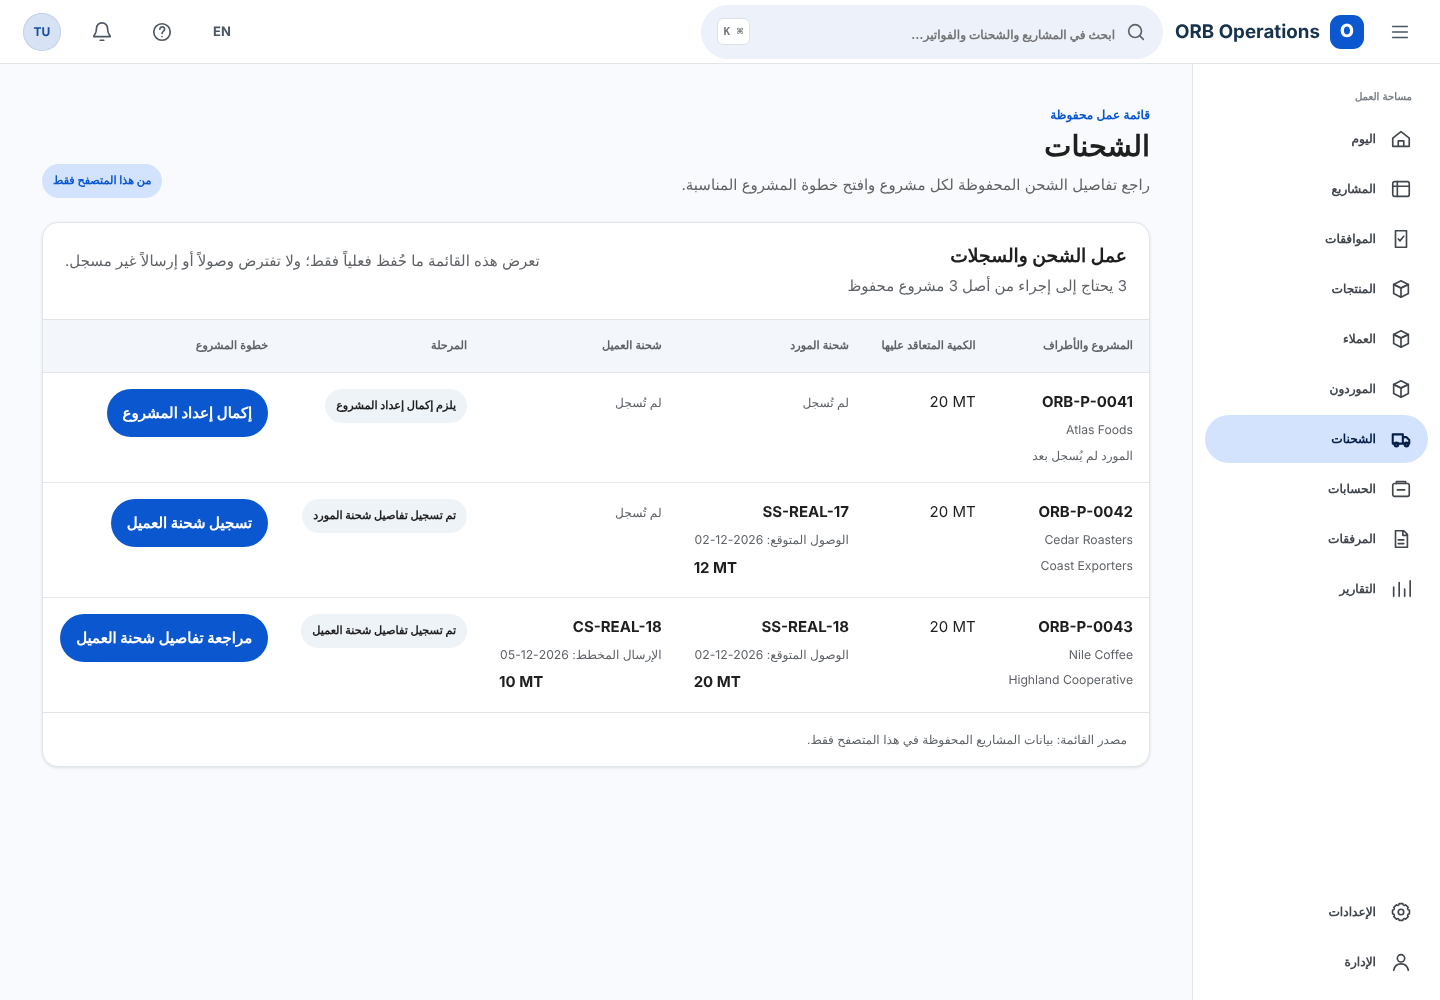 O ORB Operations
ابحث في المشاريع والشحنات والفواتير...
K ⌘
EN
TU
مساحة العمل
اليوم
المشاريع
الموافقات
المنتجات
العملاء
الموردون
الشحنات
الحسابات
المرفقات
التقارير
الإعدادات
الإدارة
قائمة عمل محفوظة
الشحنات
راجع تفاصيل الشحن المحفوظة لكل مشروع وافتح خطوة المشروع المناسبة.
من هذا المتصفح فقط
عمل الشحن والسجلات
3 يحتاج إلى إجراء من أصل 3 مشروع محفوظ
تعرض هذه القائمة ما حُفظ فعلياً فقط؛ ولا تفترض وصولاً أو إرسالاً غير مسجل.
المشروع والأطراف الكمية المتعاقد عليها شحنة المورد شحنة العميل المرحلة خطوة المشروع
ORB-P-0041 20 MT لم تُسجل لم تُسجل يلزم إكمال إعداد المشروع إكمال إعداد المشروع
Atlas Foods
المورد لم يُسجل بعد
ORB-P-0042 20 MT SS-REAL-17 لم تُسجل تم تسجيل تفاصيل شحنة المورد تسجيل شحنة العميل
Cedar Roasters الوصول المتوقع: 2026-12-02
Coast Exporters 12 MT
ORB-P-0043 20 MT SS-REAL-18 CS-REAL-18 تم تسجيل تفاصيل شحنة العميل مراجعة تفاصيل شحنة العميل
Nile Coffee الوصول المتوقع: 2026-12-02 الإرسال المخطط: 2026-12-05
Highland Cooperative 20 MT 10 MT
مصدر القائمة: بيانات المشاريع المحفوظة في هذا المتصفح فقط.